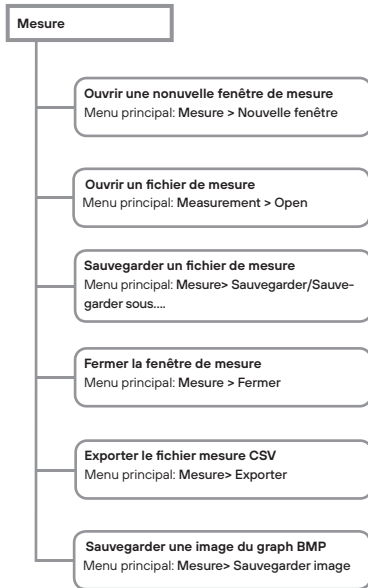 Mesure
Ouvrir une nonuvelle fenêtre de mesure
Menu principal: Mesure > Nouvelle fenêtre
Ouvrir un fichier de mesure
Menu principal: Measurement > Open
Sauvegarder un fichier de mesure
Menu principal: Mesure> Sauvegarder/Sauve-
garder sous....
Fermer la fenêtre de mesure
Menu principal: Mesure > Fermer
Exporter le fichier mesure CSV
Menu principal: Mesure> Exporter
Sauvegarder une image du graph BMP
Menu principal: Mesure> Sauvegarder image